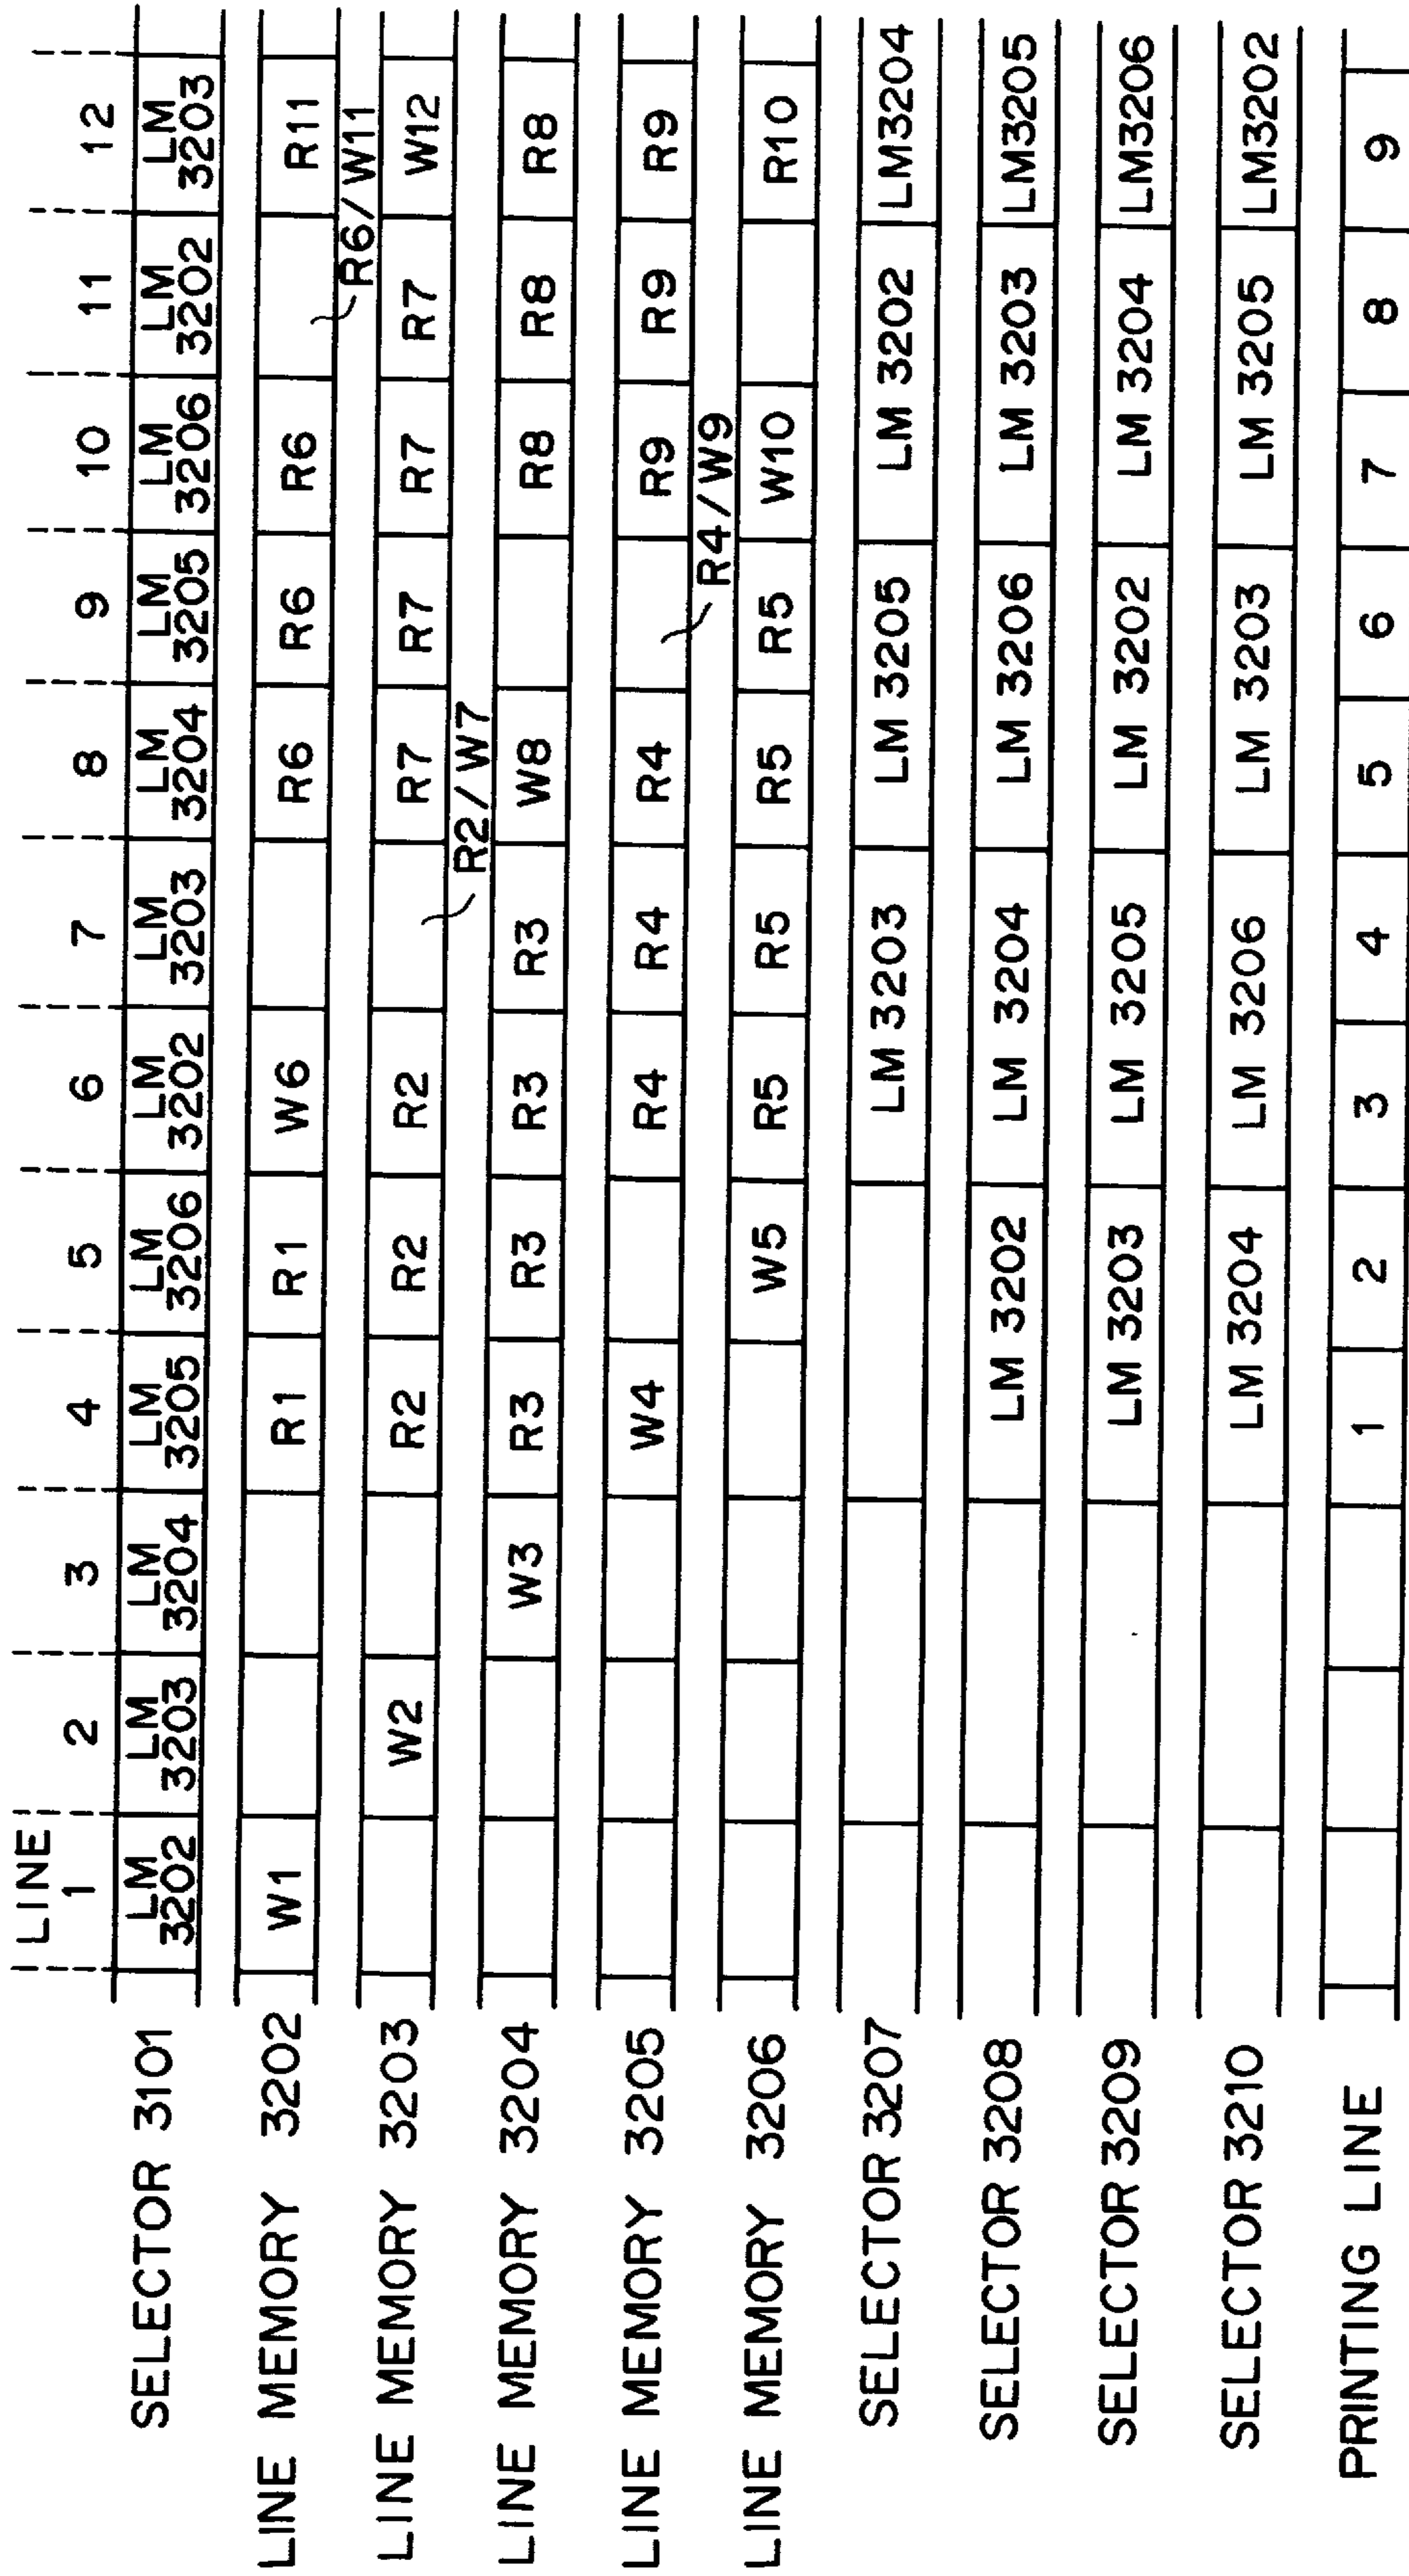 LINE
1 2 3 4 5 6 7 8 9 10 11 12
SELECTOR 3101 LM 3202 LM 3203 LM 3204 LM 3205 LM 3206 LM 3202 LM 3203 LM 3204 LM 3205 LM 3206 LM 3202 LM 3203
LINE MEMORY 3202 W1 R1 R1 W6 R6 R6 R6 R11
R6/W11
LINE MEMORY 3203 W2 R2 R2 R2 R7 R7 R7 R7 W12
R2/W7
LINE MEMORY 3204 W3 R3 R3 R3 R3 W8 R8 R8 R8
LINE MEMORY 3205 W4 R4 R4 R4 R9 R9 R9
R4/W9
LINE MEMORY 3206 W5 R5 R5 R5 R5 W10 R10
SELECTOR 3207 LM 3203 LM 3205 LM 3202 LM3204
SELECTOR 3208 LM 3202 LM 3204 LM 3206 LM 3203 LM3205
SELECTOR 3209 LM 3203 LM 3205 LM 3202 LM 3204 LM3206
SELECTOR 3210 LM 3204 LM 3206 LM 3203 LM 3205 LM3202
PRINTING LINE 1 2 3 4 5 6 7 8 9